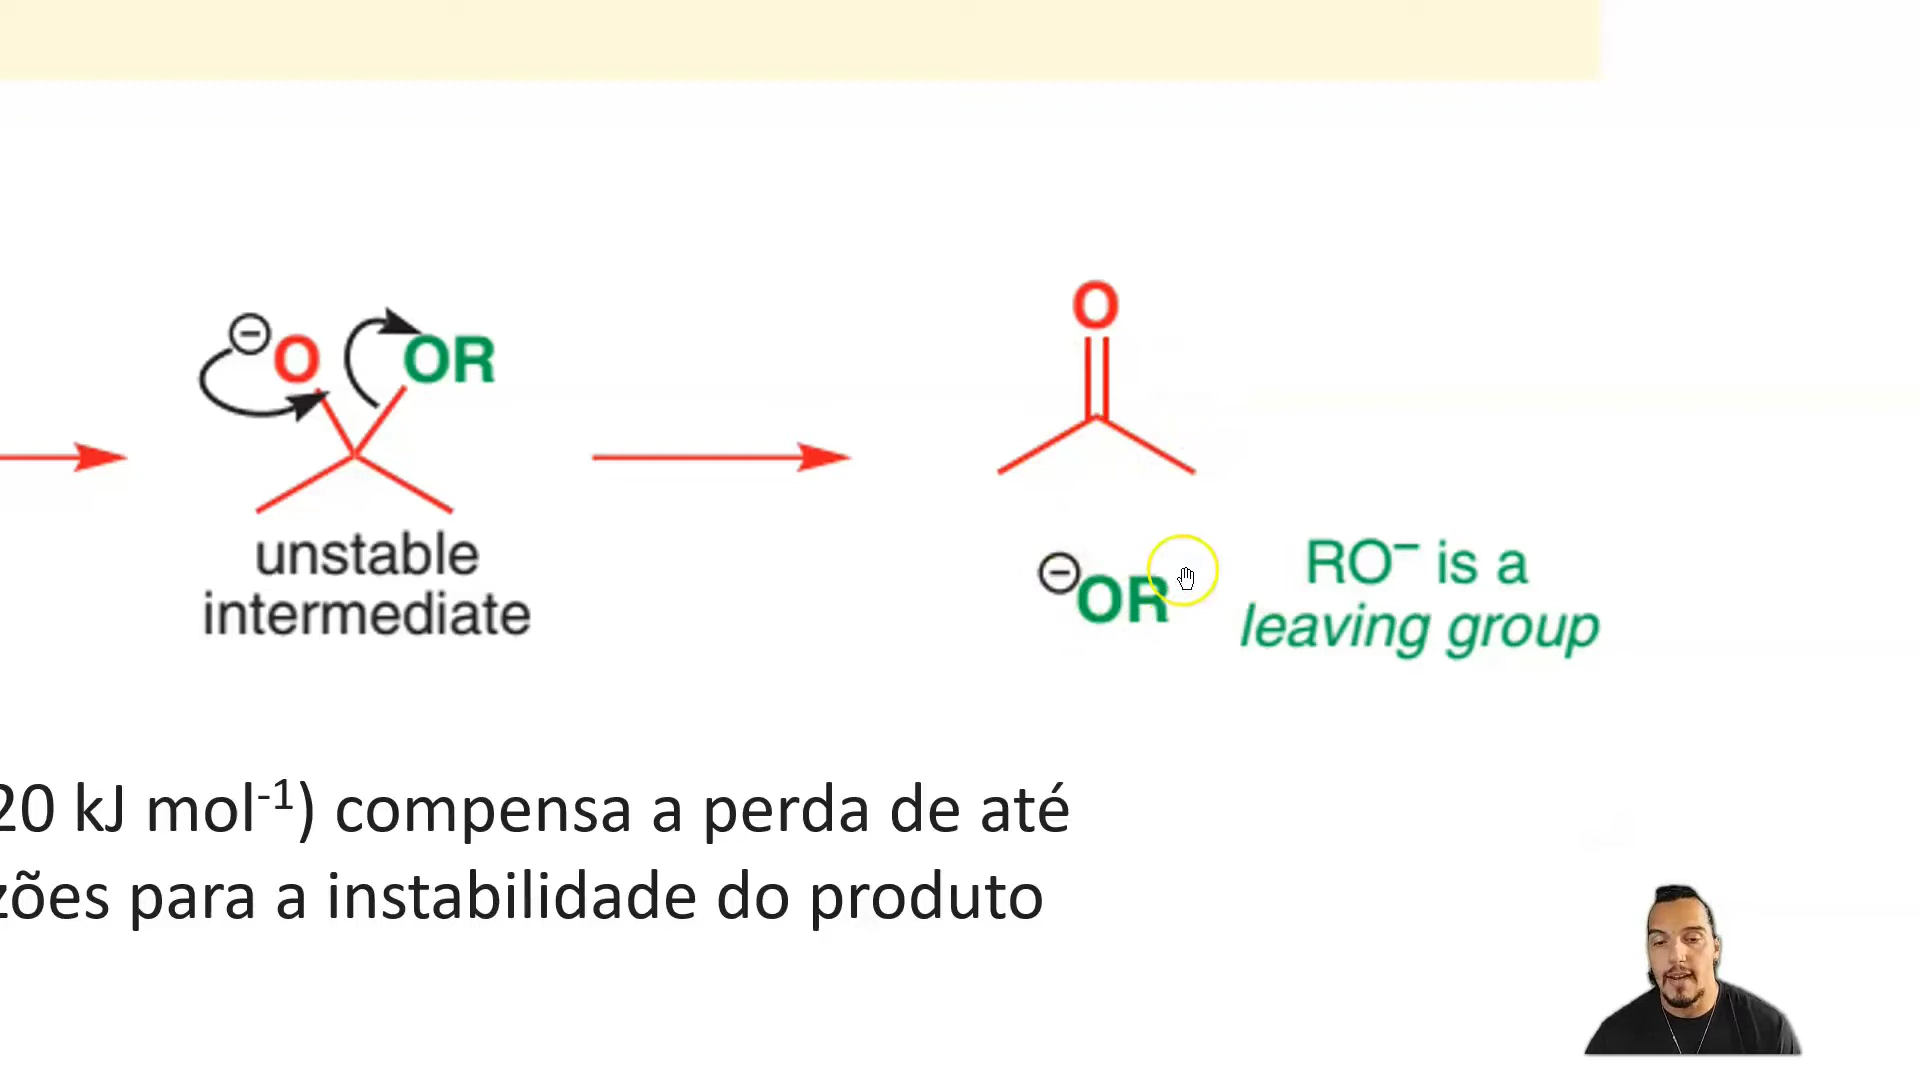 ⊖O OR
O
unstable
intermediate
⊖OR
RO⁻ is a
leaving group
20 kJ mol⁻¹) compensa a perda de até
zões para a instabilidade do produto